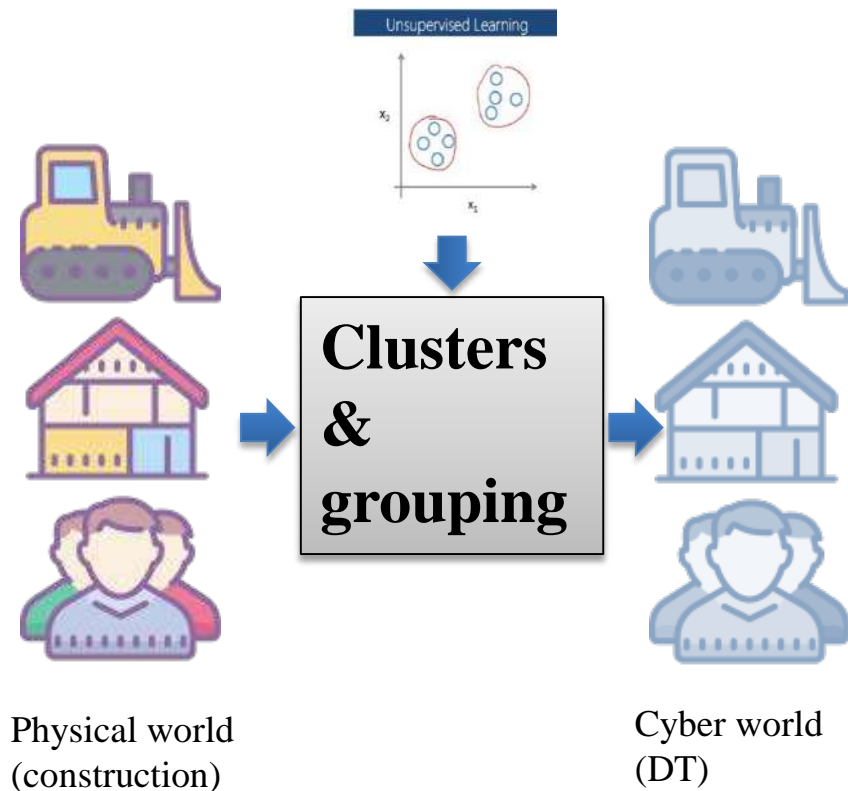 Unsupervised Learning
x₂
x₁
Clusters
&
grouping
Physical world
(construction)
Cyber world
(DT)